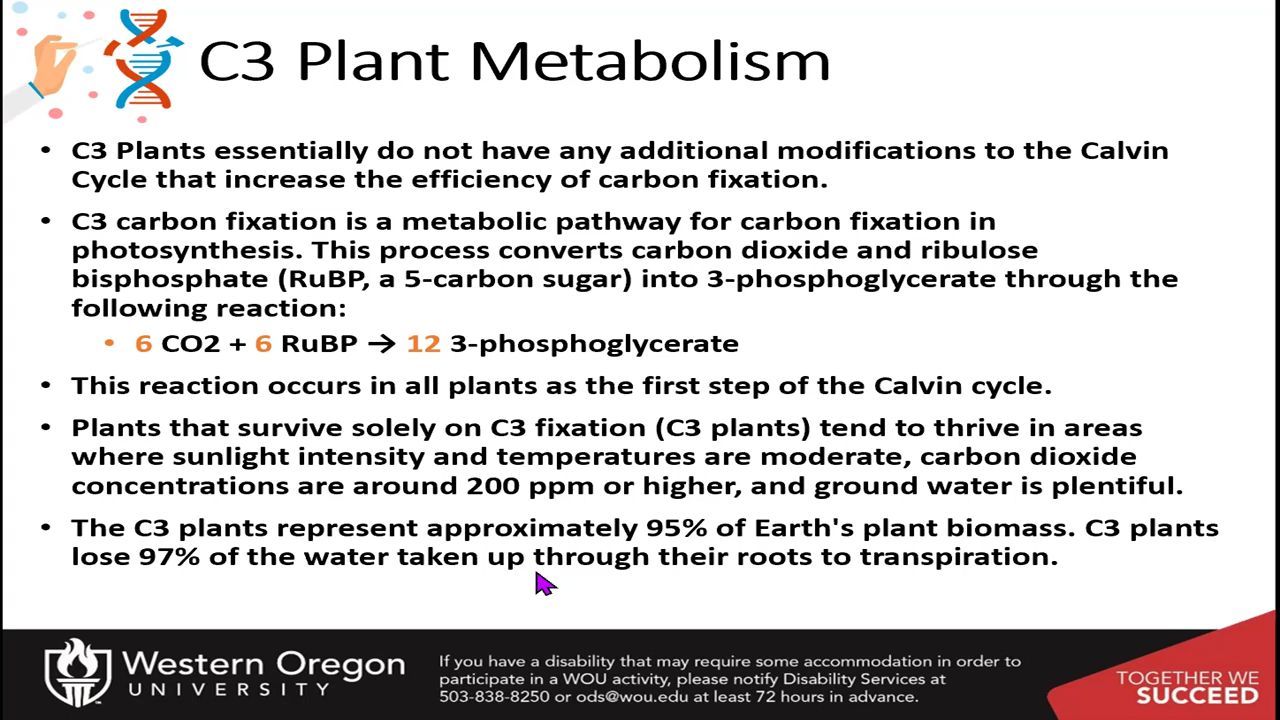 C3 Plant Metabolism
• C3 Plants essentially do not have any additional modifications to the Calvin
Cycle that increase the efficiency of carbon fixation.
• C3 carbon fixation is a metabolic pathway for carbon fixation in
photosynthesis. This process converts carbon dioxide and ribulose
bisphosphate (RuBP, a 5-carbon sugar) into 3-phosphoglycerate through the
following reaction:
• 6 CO2 + 6 RuBP → 12 3-phosphoglycerate
• This reaction occurs in all plants as the first step of the Calvin cycle.
• Plants that survive solely on C3 fixation (C3 plants) tend to thrive in areas
where sunlight intensity and temperatures are moderate, carbon dioxide
concentrations are around 200 ppm or higher, and ground water is plentiful.
• The C3 plants represent approximately 95% of Earth's plant biomass. C3 plants
lose 97% of the water taken up through their roots to transpiration.
Western Oregon
UNIVERSITY
If you have a disability that may require some accommodation in order to
participate in a WOU activity, please notify Disability Services at
503-838-8250 or ods@wou.edu at least 72 hours in advance.
TOGETHER WE
SUCCEED